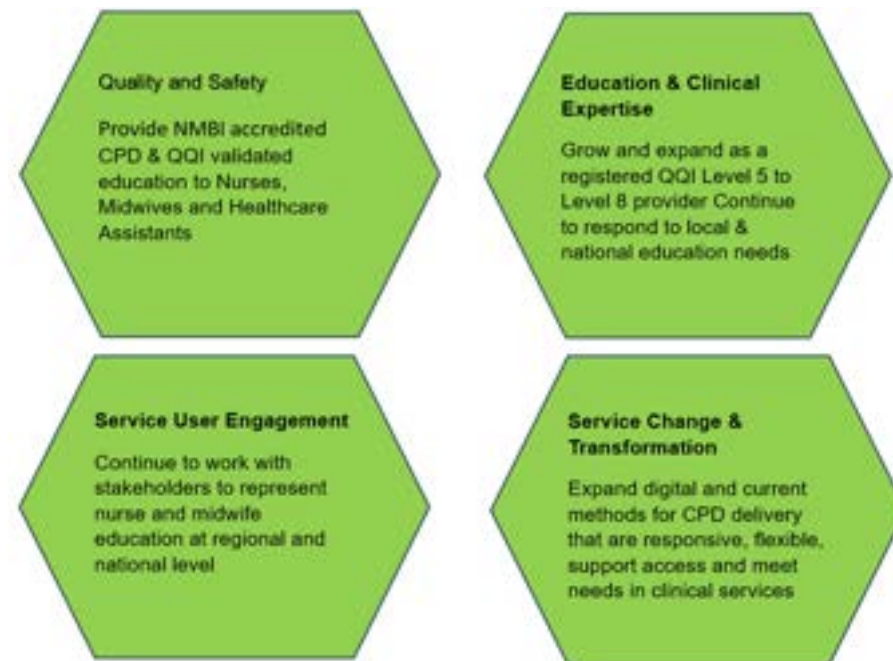 Quality and Safety
Provide NMBI accredited
CPD & QQI validated
education to Nurses,
Midwives and Healthcare
Assistants
Education & Clinical
Expertise
Grow and expand as a
registered QQI Level 5 to
Level 8 provider Continue
to respond to local &
national education needs
Service User Engagement
Continue to work with
stakeholders to represent
nurse and midwife
education at regional and
national level
Service Change &
Transformation
Expand digital and current
methods for CPD delivery
that are responsive, flexible,
support access and meet
needs in clinical services